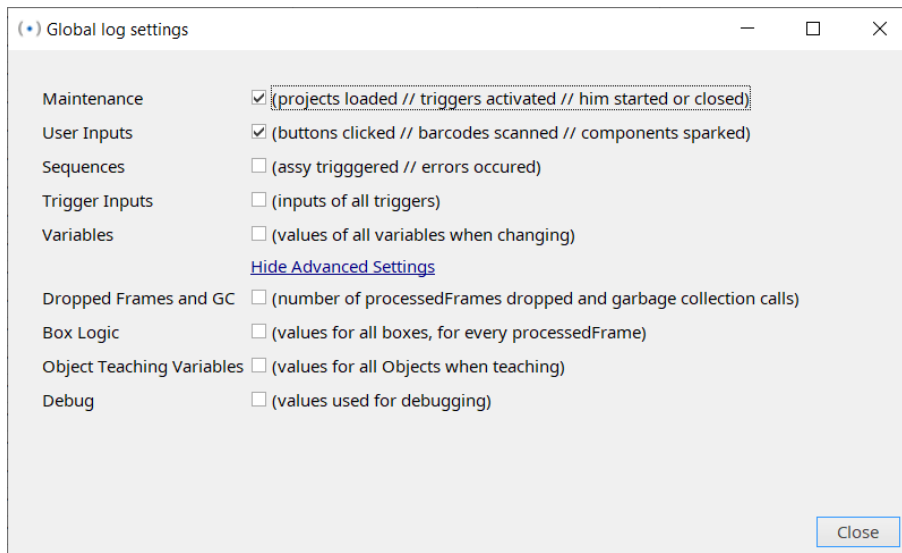 Global log settings
Maintenance (projects loaded // triggers activated // him started or closed)
User Inputs (buttons clicked // barcodes scanned // components sparked)
Sequences (assy trigggered // errors occured)
Trigger Inputs (inputs of all triggers)
Variables (values of all variables when changing)
Hide Advanced Settings
Dropped Frames and GC (number of processedFrames dropped and garbage collection calls)
Box Logic (values for all boxes, for every processedFrame)
Object Teaching Variables (values for all Objects when teaching)
Debug (values used for debugging)
Close